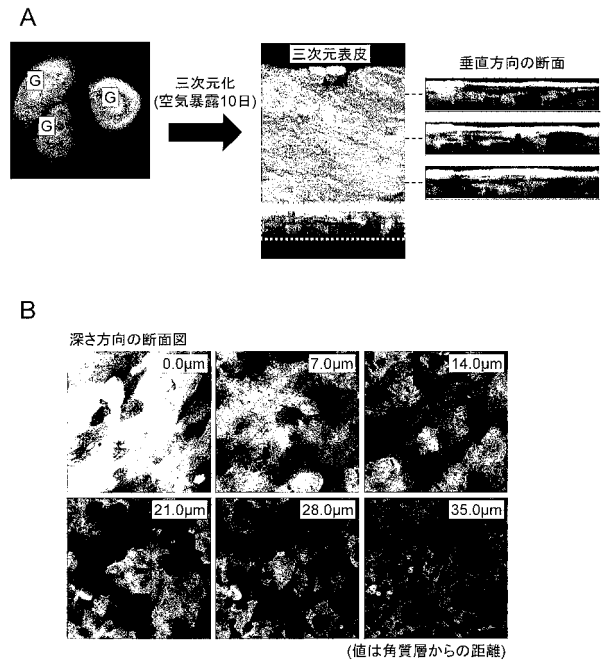 A
G
G
G
三次元化
(空気暴露10日)
三次元表皮
垂直方向の断面
B
深さ方向の断面図
0.0μm
7.0μm
14.0μm
21.0μm
28.0μm
35.0μm
(値は角質層からの距離)